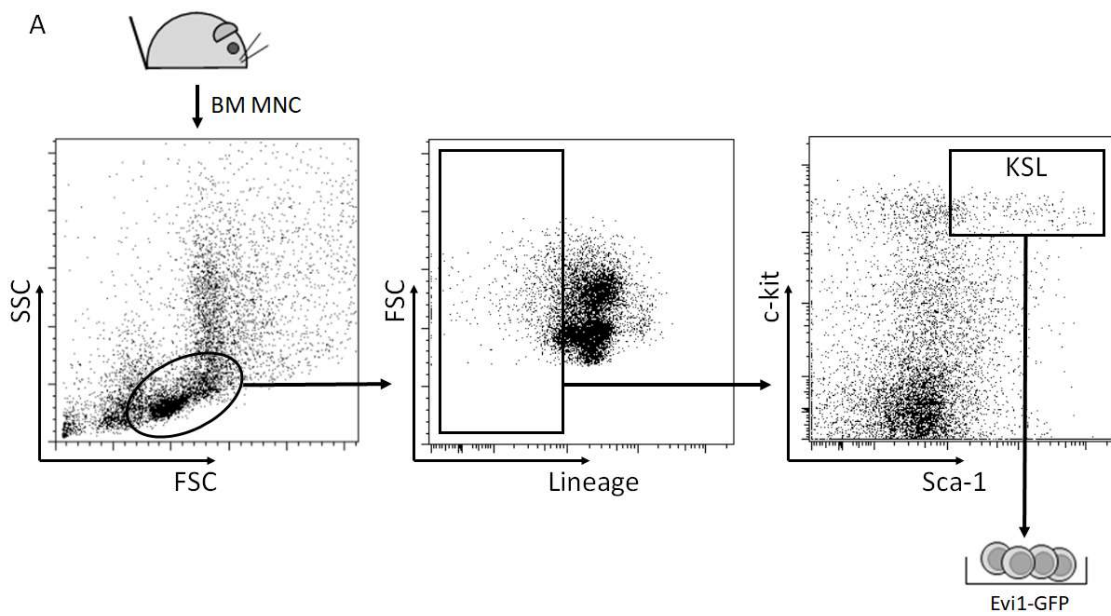 A
BM MNC
SSC
FSC
FSC
Lineage
c-kit
Sca-1
KSL
Evi1-GFP